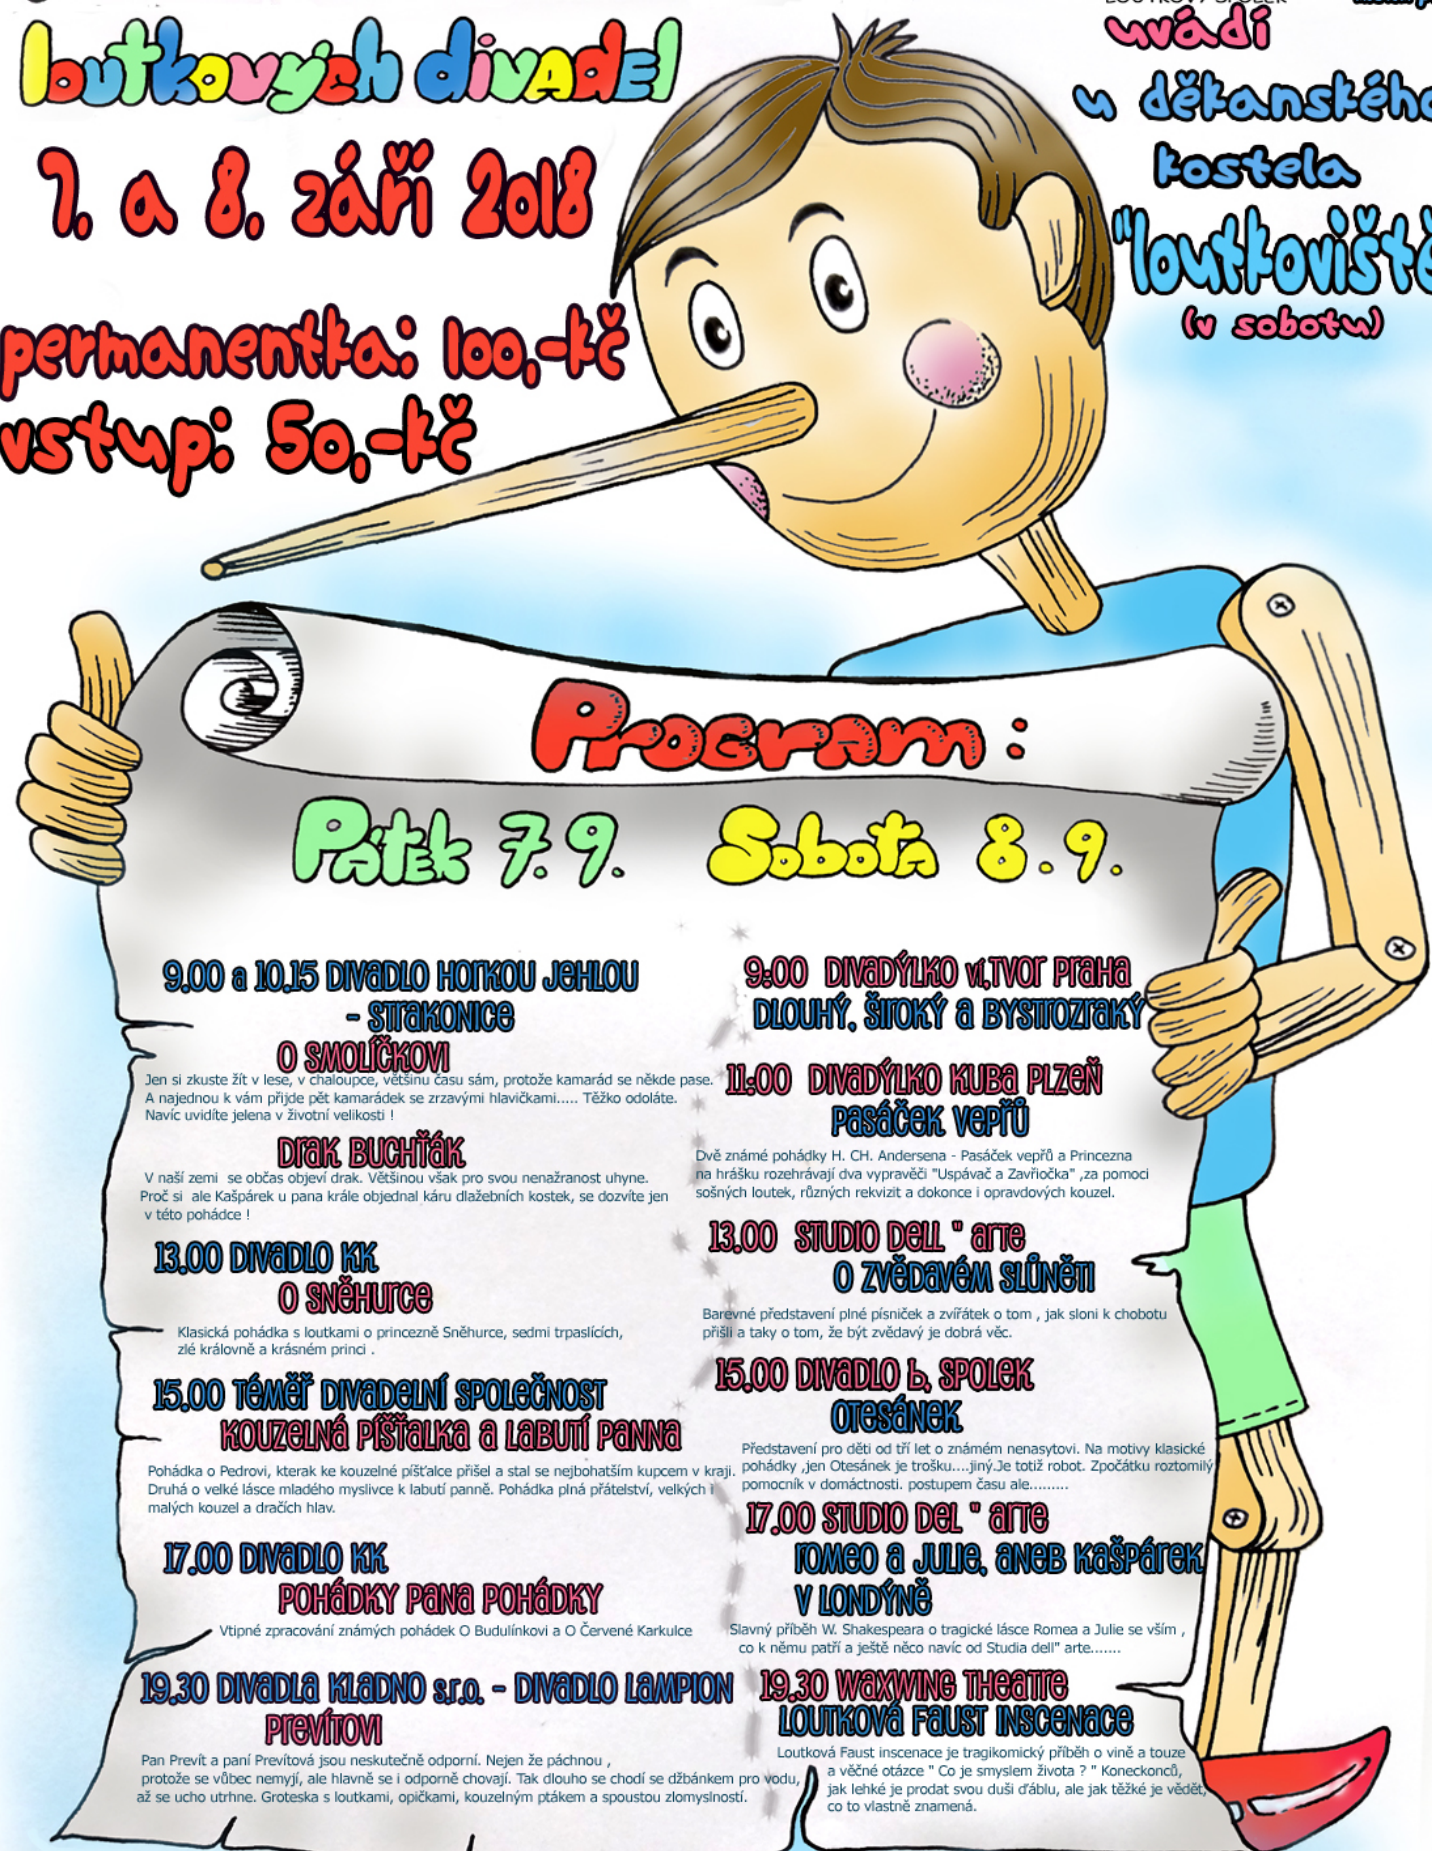 LOUTKOVÝ SPOLEK
loutkových divadel
7. a 8. září 2018
permanentka: 100,-kč
vstup: 50,-kč
uvádí
u děkanského
kostela
"loutkoviště
(v sobotu)
Program:
Pátek 7.9.
9.00 a 10.15 DIVADLO HORKOU JEHLOU
- STRAKONICE
O SMOLÍČKOVI
Jen si zkuste žít v lese, v chaloupce, většinu času sám, protože kamarád se někde pase.
A najednou k vám přijde pět kamarádek se zrzavými hlavičkami..... Těžko odoláte.
Navíc uvidíte jelena v životní velikosti !
DRAK BUCHŤÁK
V naší zemi se občas objeví drak. Většinou však pro svou nenažranost uhyne.
Proč si ale Kašpárek u pana krále objednal káru dlažebních kostek, se dozvíte jen
v této pohádce !
13.00 DIVADLO KK
O SNĚHURCE
Klasická pohádka s loutkami o princezně Sněhurce, sedmi trpaslících,
zlé královně a krásném princi .
15.00 TÉMĚŘ DIVADELNÍ SPOLEČNOST
KOUZELNÁ PÍŠŤALKA A LABUTÍ PANNA
Pohádka o Pedrovi, kterak ke kouzelné píšťalce přišel a stal se nejbohatším kupcem v kraji.
Druhá o velké lásce mladého myslivce k labutí panně. Pohádka plná přátelství, velkých i
malých kouzel a dračích hlav.
17.00 DIVADLO KK
POHÁDKY PANA POHÁDKY
Vtipné zpracování známých pohádek O Budulínkovi a O Červené Karkulce
19.30 DIVADLA KLADNO s.r.o. - DIVADLO LAMPION
PREVÍTOVI
Pan Prevít a paní Prevítová jsou neskutečně odporní. Nejen že páchnou ,
protože se vůbec nemyjí, ale hlavně se i odporně chovají. Tak dlouho se chodí se džbánkem pro vodu,
až se ucho utrhne. Groteska s loutkami, opičkami, kouzelným ptákem a spoustou zlomyslností.
Sobota 8.9.
9:00 DIVADÝLKO ví,TVOR PRAHA
DLOUHÝ, ŠIROKÝ A BYSTROZRAKÝ
11:00 DIVADÝLKO KUBA PLZEŇ
PASÁČEK VEPŘŮ
Dvě známé pohádky H. CH. Andersena - Pasáček vepřů a Princezna
na hrášku rozehrávají dva vypravěči "Uspávač a Zavřiočka" ,za pomoci
sošných loutek, různých rekvizit a dokonce i opravdových kouzel.
13.00 STUDIO DELL " ARTE
O ZVĚDAVÉM SLŮNĚTI
Barevné představení plné písniček a zvířátek o tom , jak sloni k chobotu
přišli a taky o tom, že být zvědavý je dobrá věc.
15.00 DIVADLO b, SPOLEK
OTESÁNEK
Představení pro děti od tří let o známém nenasytovi. Na motivy klasické
pohádky ,jen Otesánek je trošku....jiný.Je totiž robot. Zpočátku roztomilý
pomocník v domáctnosti. postupem času ale.........
17.00 STUDIO DEL " ARTE
ROMEO A JULIE, ANEB KAŠPÁREK
V LONDÝNĚ
Slavný příběh W. Shakespeara o tragické lásce Romea a Julie se vším ,
co k němu patří a ještě něco navíc od Studia dell" arte.......
19.30 WAXWING THEATRE
LOUTKOVÁ FAUST INSCENACE
Loutková Faust inscenace je tragikomický příběh o vině a touze
a věčné otázce " Co je smyslem života ? " Koneckonců,
jak lehké je prodat svou duši ďáblu, ale jak těžké je vědět,
co to vlastně znamená.